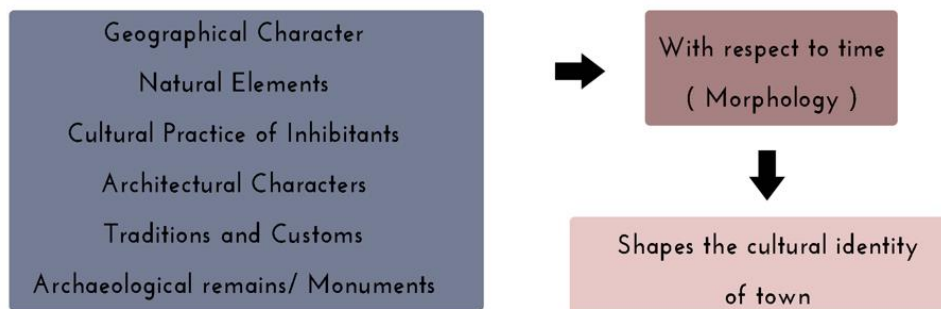 Geographical Character
Natural Elements
Cultural Practice of Inhibitants
Architectural Characters
Traditions and Customs
Archaeological remains/ Monuments
With respect to time
( Morphology )
Shapes the cultural identity
of town